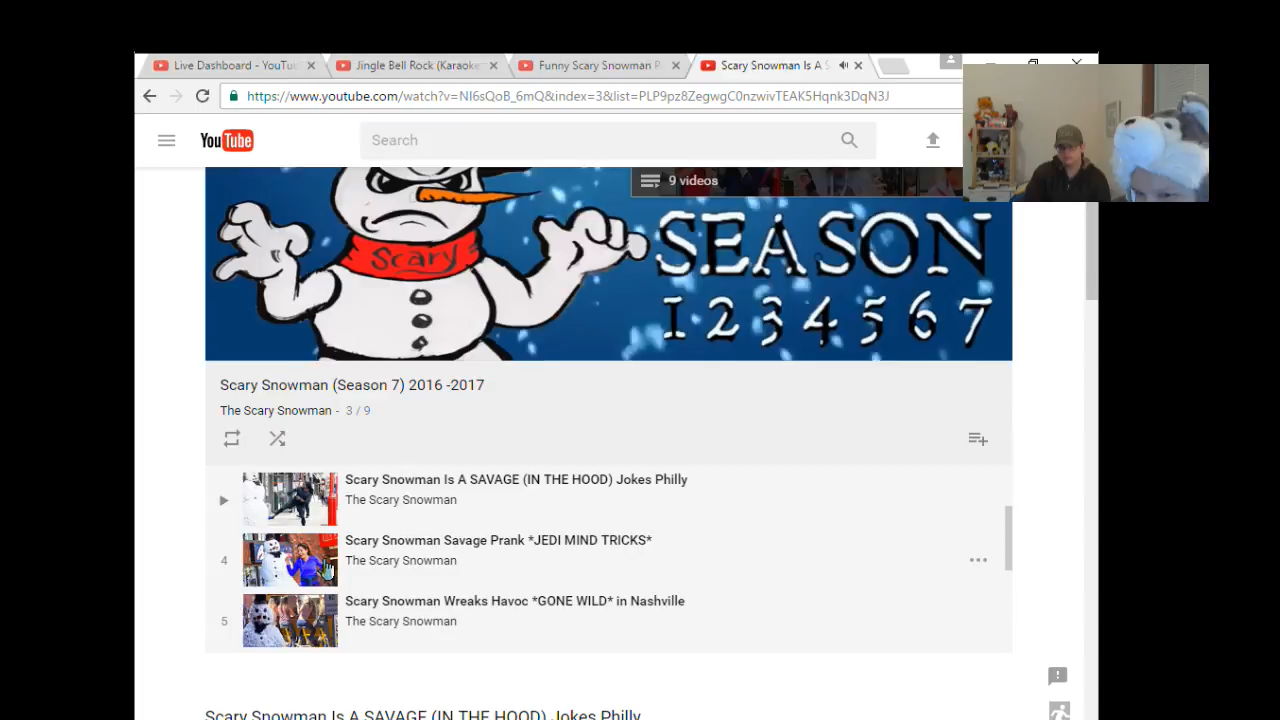 Live Dashboard - YouTu
Jingle Bell Rock (Karaoke
Funny Scary Snowman P
Scary Snowman Is A S
https://www.youtube.com/watch?v=NI6sQoB_6mQ&index=3&list=PLP9pz8ZegwgC0nzwivTEAK5Hqnk3DqN3J
YouTube
Search
9 videos
Scary
SEASON
1 2 3 4 5 6 7
Scary Snowman (Season 7) 2016 -2017
The Scary Snowman - 3 / 9
Scary Snowman Is A SAVAGE (IN THE HOOD) Jokes Philly
The Scary Snowman
4
Scary Snowman Savage Prank *JEDI MIND TRICKS*
The Scary Snowman
5
Scary Snowman Wreaks Havoc *GONE WILD* in Nashville
The Scary Snowman
Scary Snowman Is A SAVAGE (IN THE HOOD) Jokes Philly